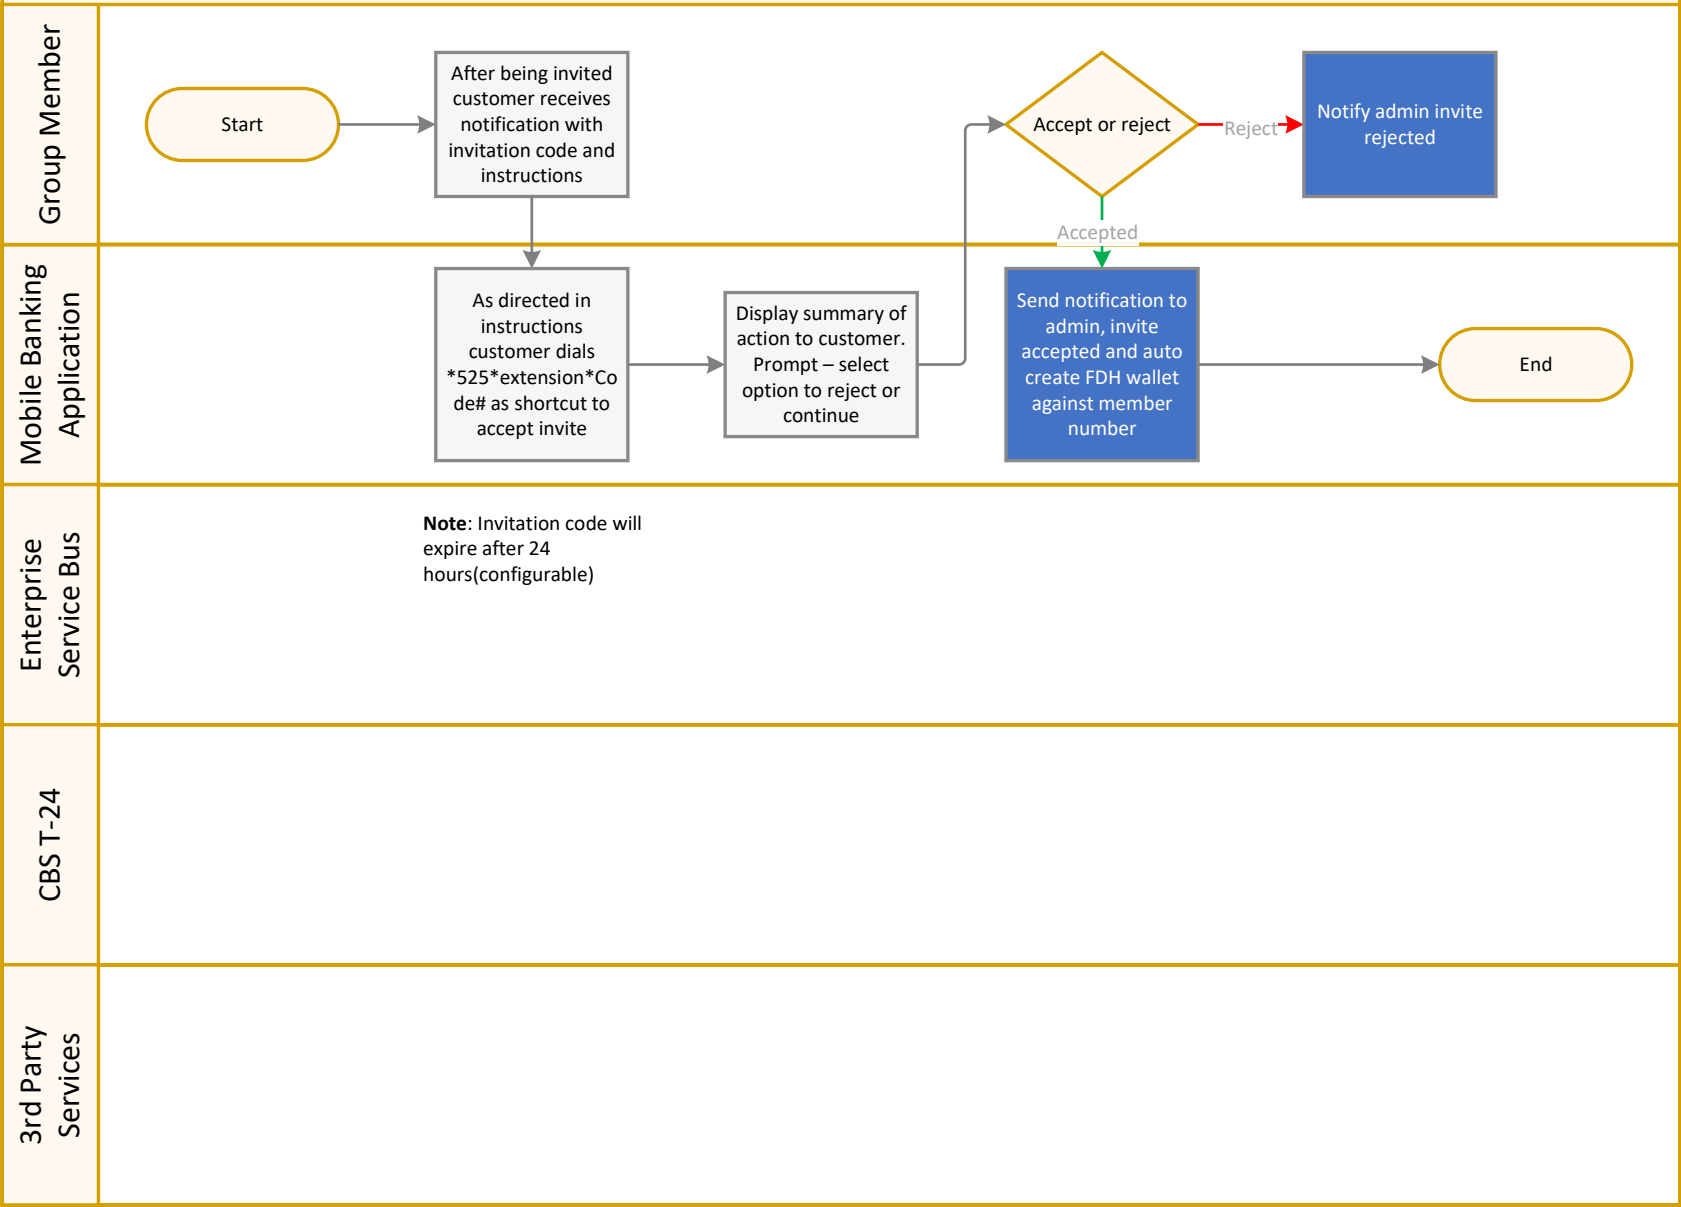 Group Member
Start
After being invited
customer receives
notification with
invitation code and
instructions
Accept or reject
Reject
Notify admin invite
rejected
Accepted
Mobile Banking
Application
As directed in
instructions
customer dials
*525*extension*Co
de# as shortcut to
accept invite
Display summary of
action to customer.
Prompt – select
option to reject or
continue
Send notification to
admin, invite
accepted and auto
create FDH wallet
against member
number
End
Enterprise
Service Bus
Note: Invitation code will
expire after 24
hours(configurable)
CBS T-24
3rd Party
Services